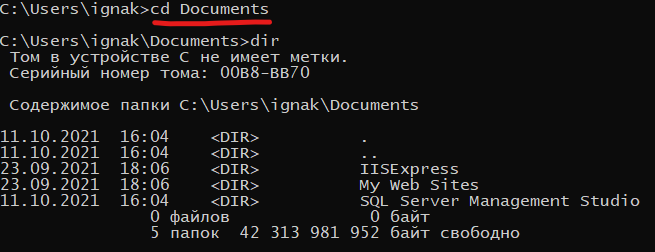 C:\Users\ignak>cd Documents
C:\Users\ignak\Documents>dir
Том в устройстве C не имеет метки.
Серийный номер тома: 00B8-BB70
Содержимое папки C:\Users\ignak\Documents
11.10.2021  16:04    <DIR>          .
11.10.2021  16:04    <DIR>          ..
23.09.2021  18:06    <DIR>          IISExpress
23.09.2021  18:06    <DIR>          My Web Sites
11.10.2021  16:04    <DIR>          SQL Server Management Studio
0 файлов              0 байт
5 папок  42 313 981 952 байт свободно